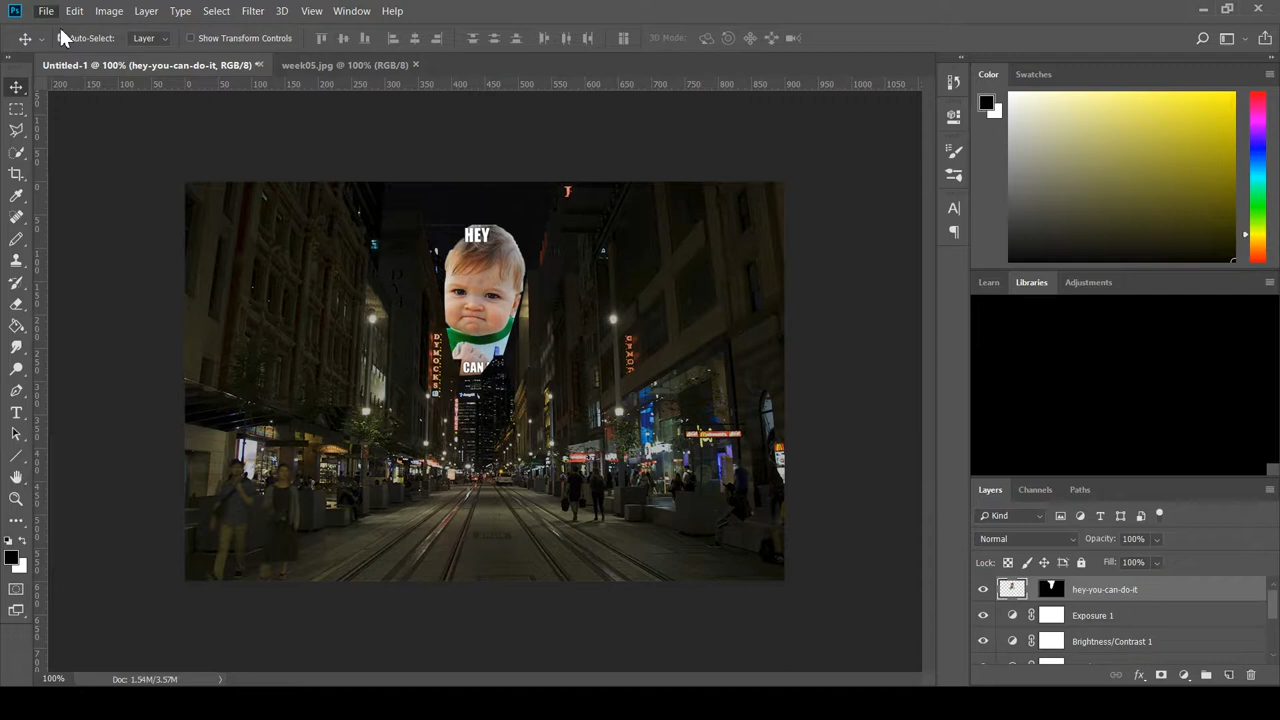 Ps File Edit Image Layer Type Select Filter 3D View Window Help
Auto-Select: Layer Show Transform Controls 3D Mode:
Untitled-1 @ 100% (hey-you-can-do-it, RGB/8) * × week05.jpg @ 100% (RGB/8) ×
200 150 100 50 0 50 100 150 200 250 300 350 400 450 500 550 600 650 700 750 800 850 900 950 1000 1050
Color Swatches
HEY
CAN
DYMOCKS
Learn Libraries Adjustments
Layers Channels Paths
Kind
Normal Opacity: 100%
Lock: Fill: 100%
hey-you-can-do-it
Exposure 1
Brightness/Contrast 1
100% Doc: 1.54M/3.57M